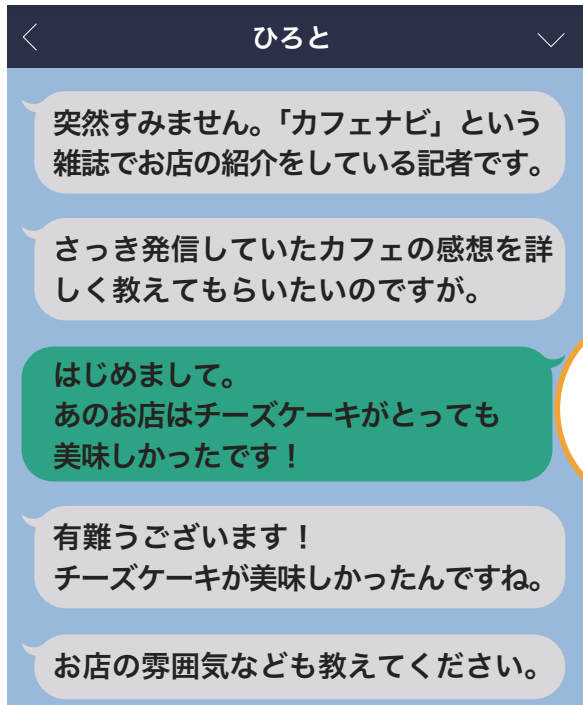 ひろと
突然すみません。「カフェナビ」という
雑誌でお店の紹介をしている記者です。
さっき発信していたカフェの感想を詳
しく教えてもらいたいのですが。
はじめまして。
あのお店はチーズケーキがとっても
美味しかったです！
有難うございます！
チーズケーキが美味しかったんですね。
お店の雰囲気なども教えてください。